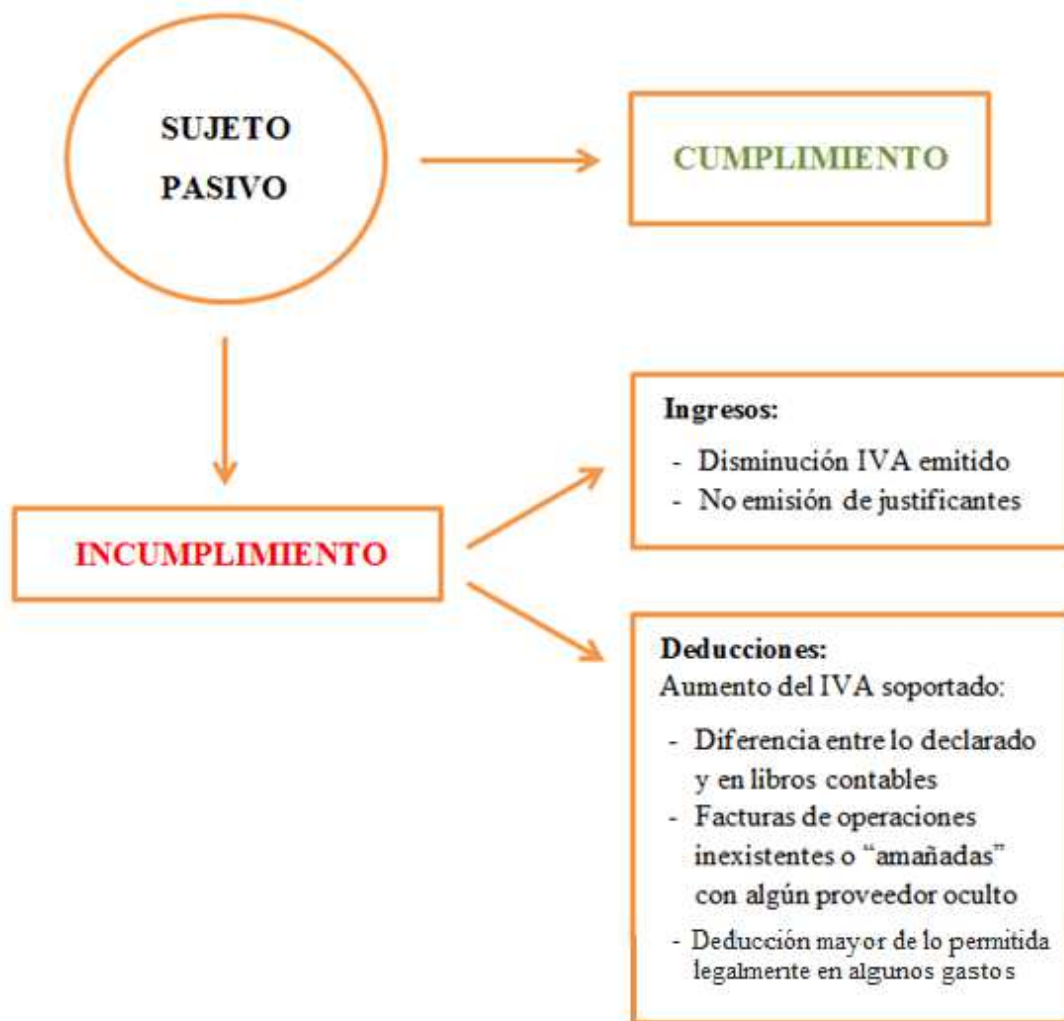 SUJETO
PASIVO
CUMPLIMIENTO
INCUMPLIMIENTO
Ingresos:
- Disminución IVA emitido
- No emisión de justificantes
Deducciones:
Aumento del IVA soportado:
- Diferencia entre lo declarado
y en libros contables
- Facturas de operaciones
inexistentes o “amañadas”
con algún proveedor oculto
- Deducción mayor de lo permitida
legalmente en algunos gastos